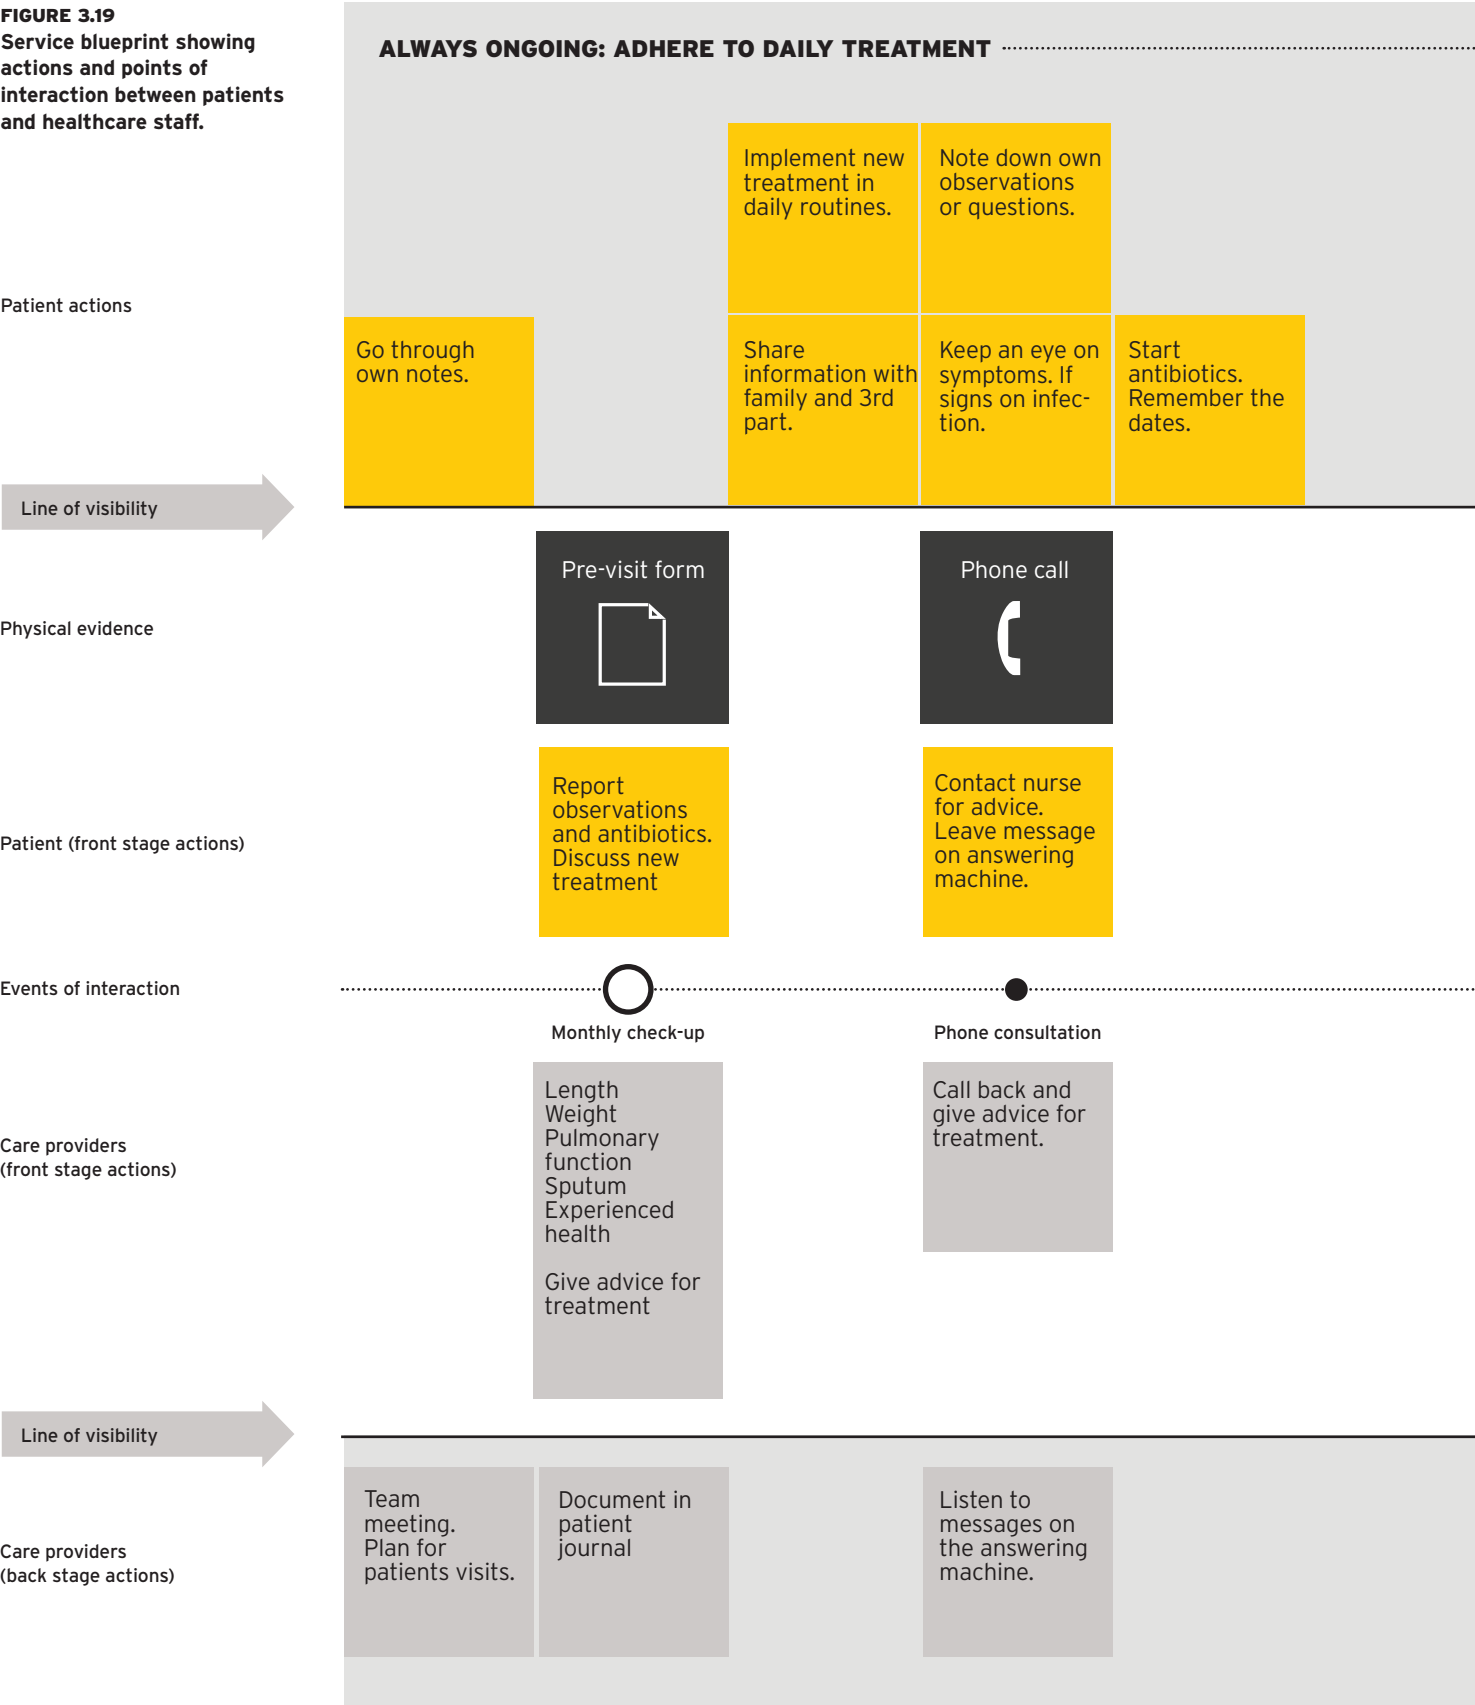 FIGURE 3.19
Service blueprint showing
actions and points of
interaction between patients
and healthcare staff.
ALWAYS ONGOING: ADHERE TO DAILY TREATMENT
Implement new
treatment in
daily routines.
Note down own
observations
or questions.
Patient actions
Go through
own notes.
Share
information with
family and 3rd
part.
Keep an eye on
symptoms. If
signs on infec-
tion.
Start
antibiotics.
Remember the
dates.
Line of visibility
Physical evidence
Pre-visit form
Phone call
Patient (front stage actions)
Report
observations
and antibiotics.
Discuss new
treatment
Contact nurse
for advice.
Leave message
on answering
machine.
Events of interaction
Monthly check-up
Phone consultation
Care providers
(front stage actions)
Length
Weight
Pulmonary
function
Sputum
Experienced
health
Give advice for
treatment
Call back and
give advice for
treatment.
Line of visibility
Care providers
(back stage actions)
Team
meeting.
Plan for
patients visits.
Document in
patient
journal
Listen to
messages on
the answering
machine.